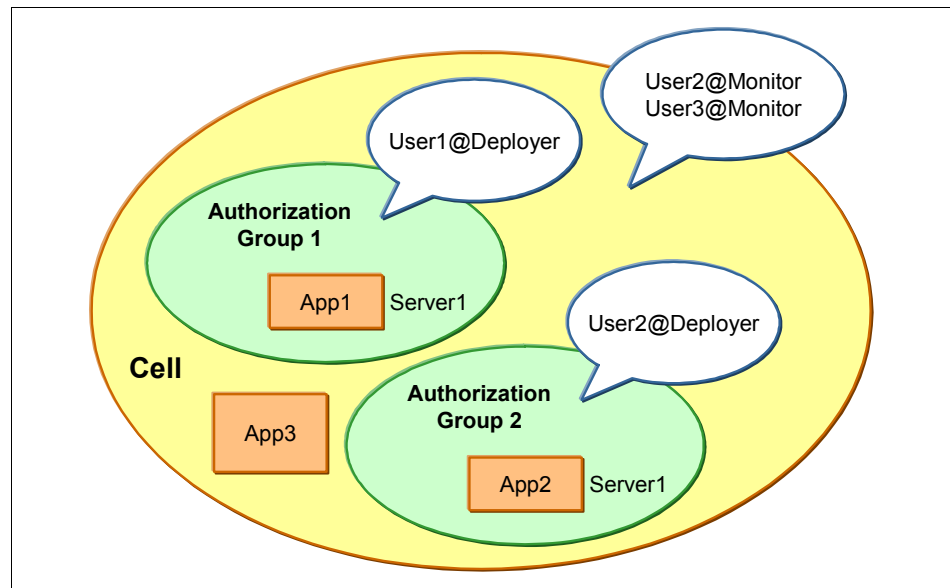 User2@Monitor
User3@Monitor
User1@Deployer
Authorization
Group 1
App1
Server1
User2@Deployer
Cell
Authorization
Group 2
App3
App2
Server1